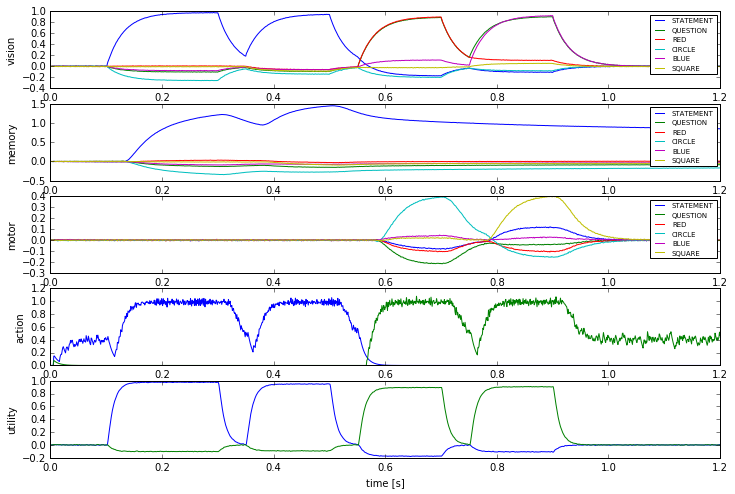 vision
1.0
0.8
0.6
0.4
0.2
0.0
−0.2
−0.4
STATEMENT
QUESTION
RED
CIRCLE
BLUE
SQUARE
0.0 0.2 0.4 0.6 0.8 1.0 1.2
memory
1.5
1.0
0.5
0.0
−0.5
STATEMENT
QUESTION
RED
CIRCLE
BLUE
SQUARE
0.0 0.2 0.4 0.6 0.8 1.0 1.2
motor
0.4
0.3
0.2
0.1
0.0
−0.1
−0.2
−0.3
STATEMENT
QUESTION
RED
CIRCLE
BLUE
SQUARE
0.0 0.2 0.4 0.6 0.8 1.0 1.2
action
1.2
1.0
0.8
0.6
0.4
0.2
0.0
0.0 0.2 0.4 0.6 0.8 1.0 1.2
utility
1.0
0.8
0.6
0.4
0.2
0.0
−0.2
0.0 0.2 0.4 0.6 0.8 1.0 1.2
time [s]